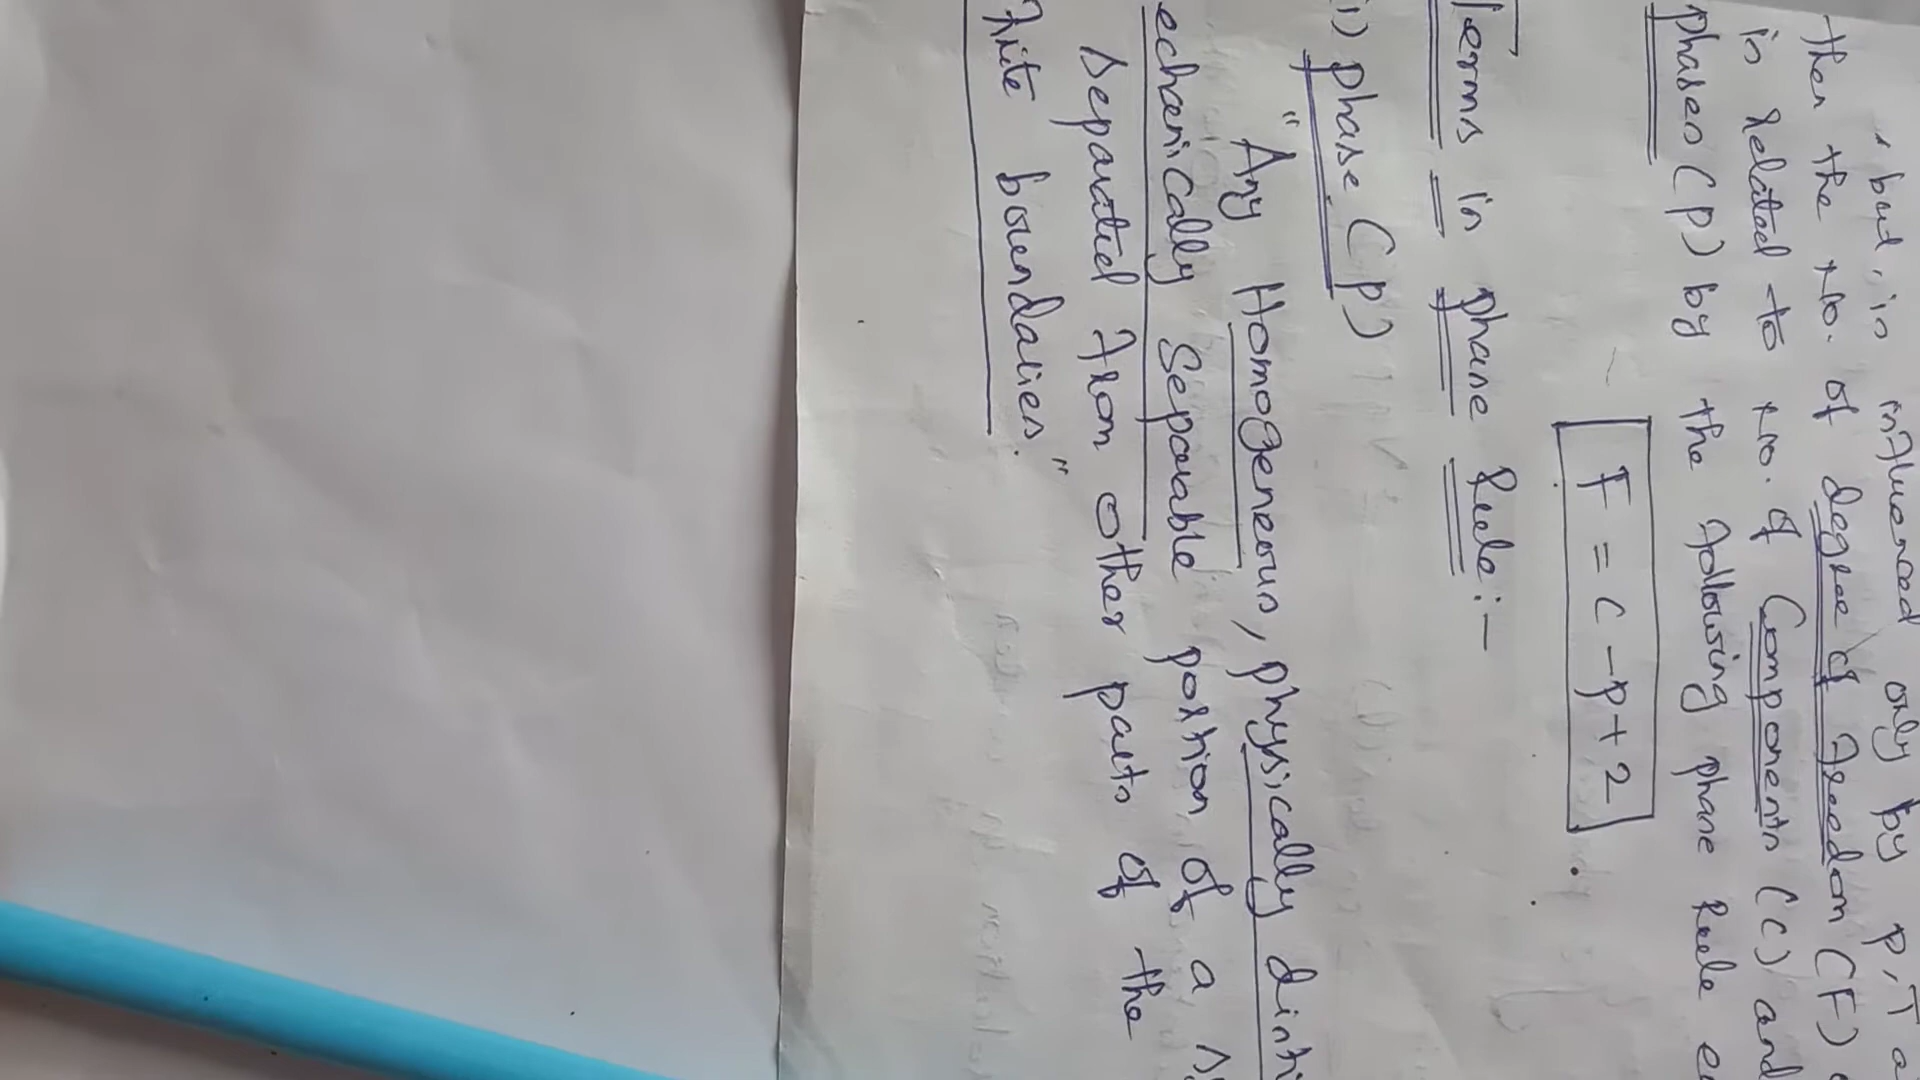 but, is influenced only by P, T a
then the no. of degree of freedom (F)
is related to no. of Components (C) and
phases (P) by the following phase Rule e
F = C - P + 2
Terms in phase Rule:-
1) phase (P)
"Any Homogeneous, physically disti
echanically Separable portion of a s
separated from other parts of the
finite boundaries."